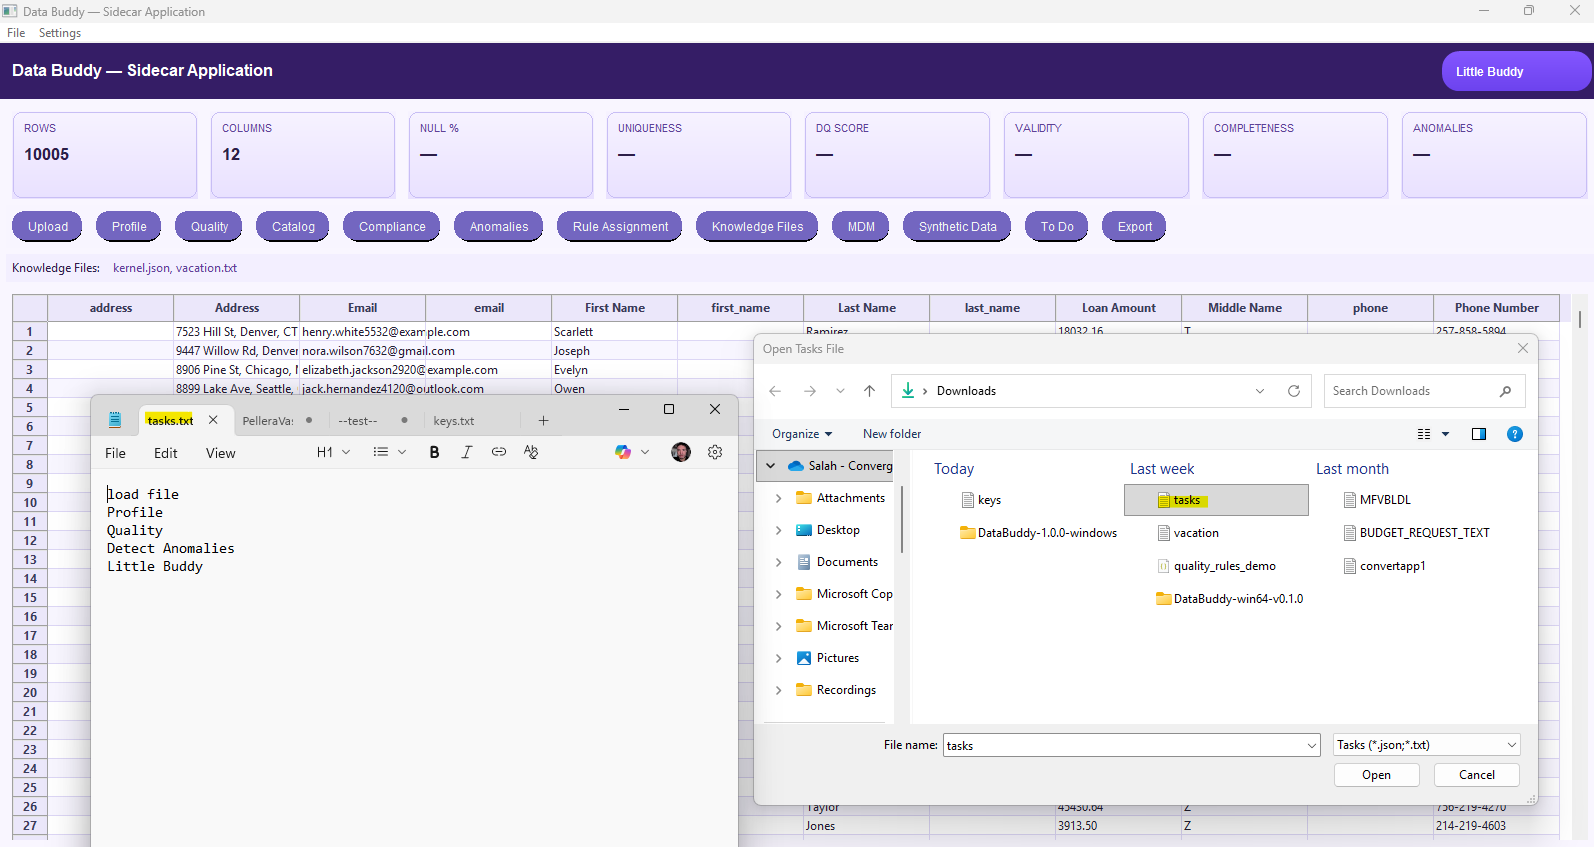 Data Buddy — Sidecar Application
File Settings
Data Buddy — Sidecar Application
Little Buddy
ROWS
10005
COLUMNS
12
NULL %
—
UNIQUENESS
—
DQ SCORE
—
VALIDITY
—
COMPLETENESS
—
ANOMALIES
—
Upload Profile Quality Catalog Compliance Anomalies Rule Assignment Knowledge Files MDM Synthetic Data To Do Export
Knowledge Files: kernel.json, vacation.txt
address Address Email email First Name first_name Last Name last_name Loan Amount Middle Name phone Phone Number
1 7523 Hill St, Denver, CT henry.white5532@example.com Scarlett Ramirez 18032.16 T 257-858-5894
2 9447 Willow Rd, Denver nora.wilson7632@gmail.com Joseph
3 8906 Pine St, Chicago, elizabeth.jackson2920@example.com Evelyn
4 8899 Lake Ave, Seattle, jack.hernandez4120@outlook.com Owen
5
6
7
8
9
10
11
12
13
14
15
16
17
18
19
20
21
22
23
24
25
26 Taylor 45430.64 Z 756-219-4270
27 Jones 3913.50 Z 214-219-4603
tasks.txt PelleraVa --test-- keys.txt
File Edit View H1 B I
load file
Profile
Quality
Detect Anomalies
Little Buddy
Open Tasks File
Downloads
Search Downloads
Organize New folder
Salah - Converg
Attachments
Desktop
Documents
Microsoft Cop
Microsoft Tear
Pictures
Recordings
Today
keys
DataBuddy-1.0.0-windows
Last week
tasks
vacation
quality_rules_demo
DataBuddy-win64-v0.1.0
Last month
MFVBLDL
BUDGET_REQUEST_TEXT
convertapp1
File name: tasks Tasks (*.json;*.txt)
Open Cancel